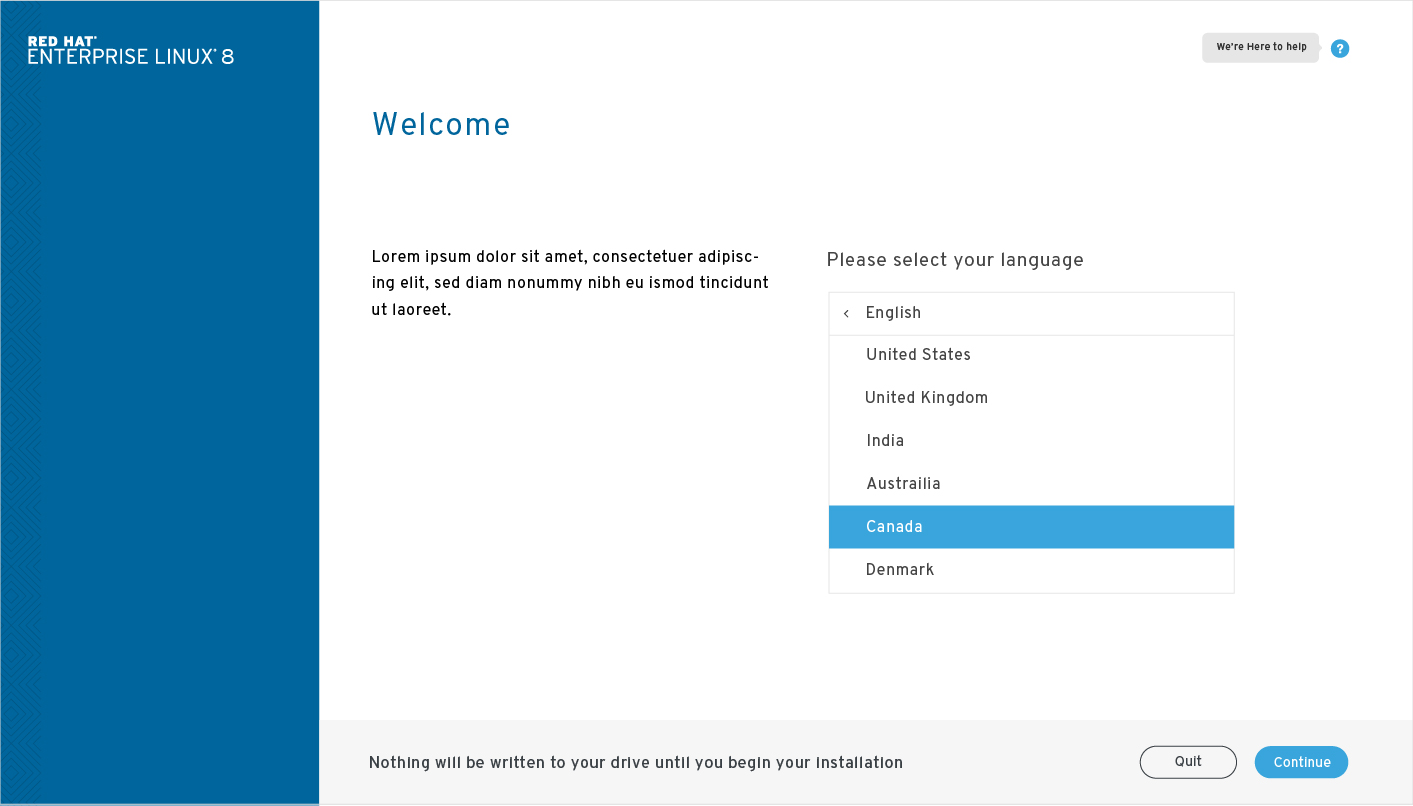 RED HAT
ENTERPRISE LINUX 8
We're Here to help
?
Welcome
Lorem ipsum dolor sit amet, consectetuer adipisc-
ing elit, sed diam nonummy nibh eu ismod tincidunt
ut laoreet.
Please select your language
< English
United States
United Kingdom
India
Austrailia
Canada
Denmark
Nothing will be written to your drive until you begin your installation
Quit
Continue